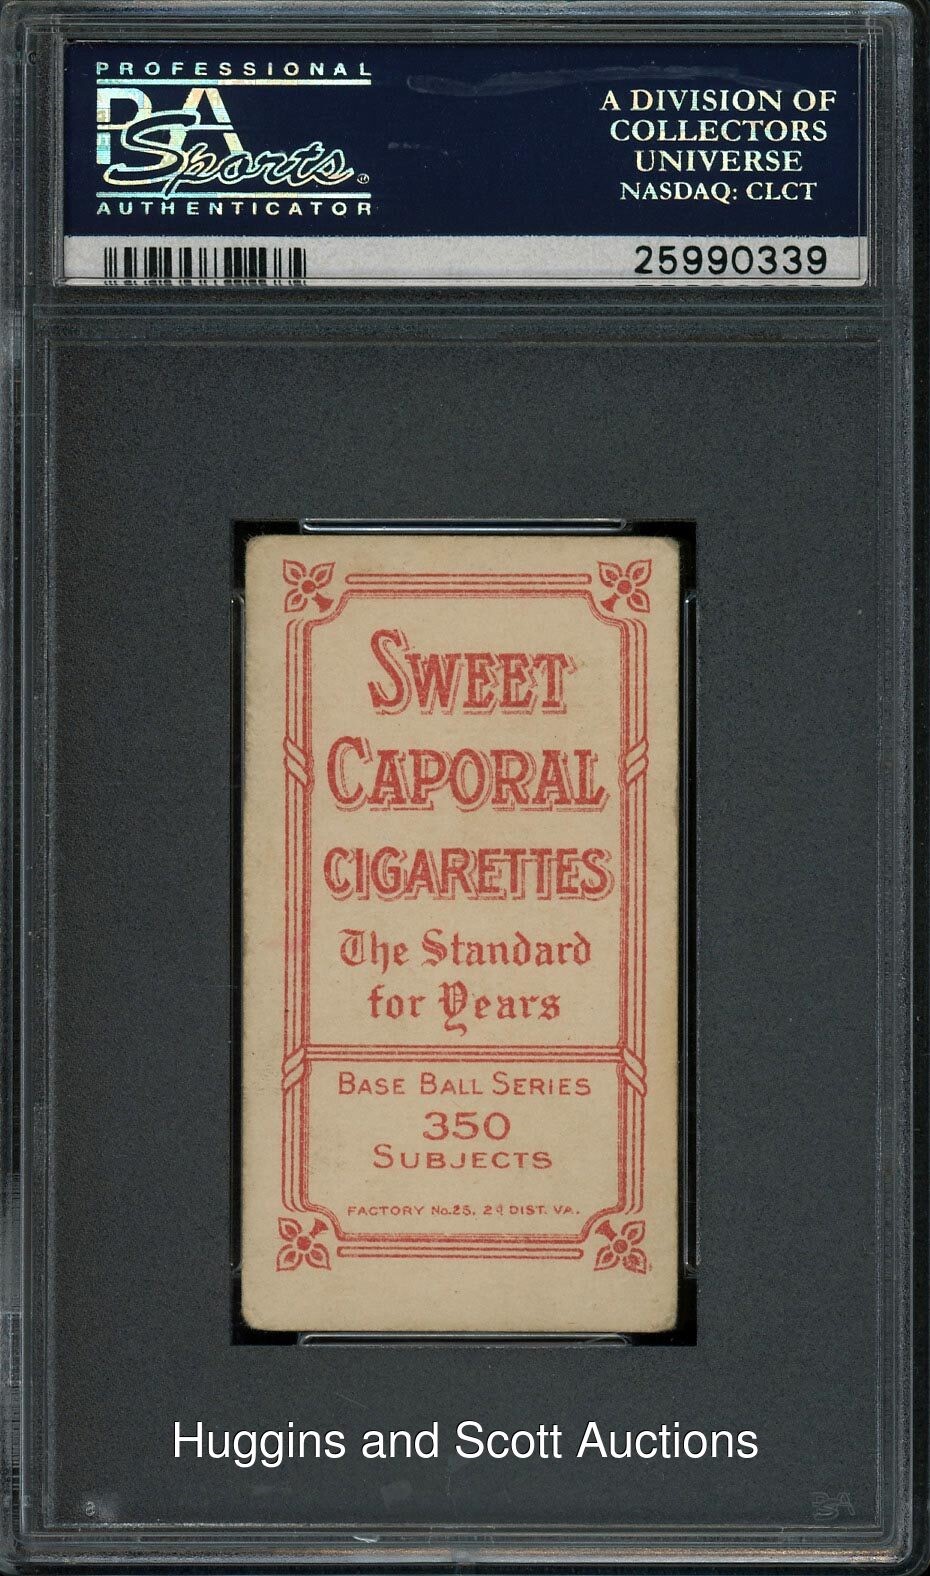 PROFESSIONAL
PSA
Sports
AUTHENTICATOR
A DIVISION OF
COLLECTORS
UNIVERSE
NASDAQ: CLCT
25990339
SWEET
CAPORAL
CIGARETTES
The Standard
for Years
BASE BALL SERIES
350
SUBJECTS
FACTORY No.25, 2d DIST. VA.
Huggins and Scott Auctions
PSA